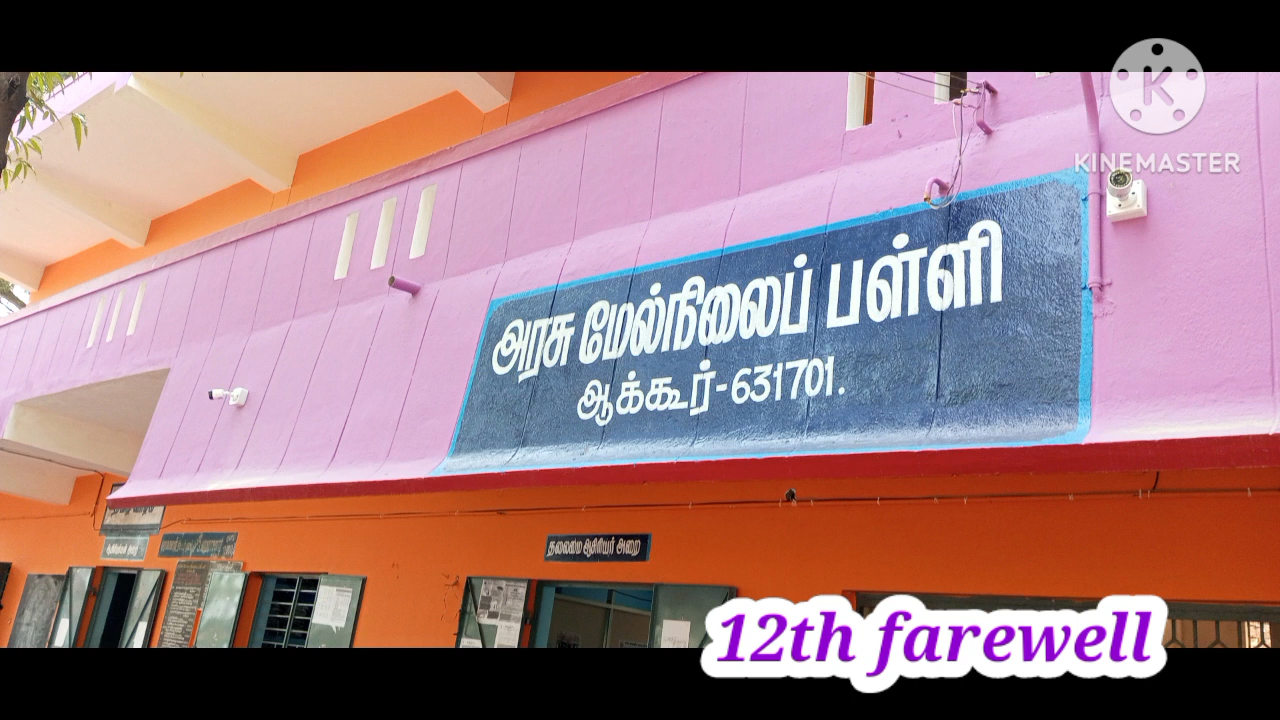 K
KINEMASTER
அரசு மேல்நிலைப் பள்ளி
ஆக்கூர்-631701.
தலைமை ஆசிரியர் அறை
12th farewell